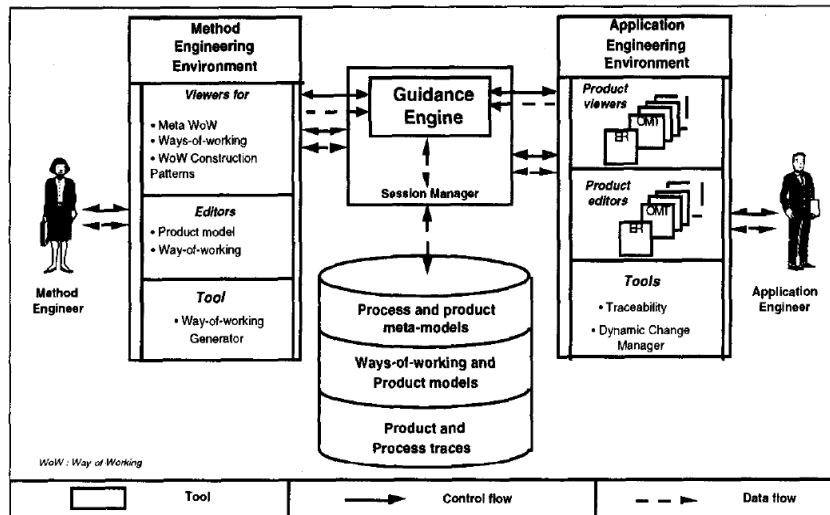 Method
Engineering
Environment
Viewers for
• Meta WoW
• Ways-of-working
• WoW Construction
Patterns
Editors
• Product model
• Way-of-working
Tool
• Way-of-working
Generator
Method
Engineer
Guidance
Engine
Session Manager
Process and product
meta-models
Ways-of-working and
Product models
Product and
Process traces
Application
Engineering
Environment
Product
viewers
OMT
ER
Product
editors
OMT
ER
Tools
• Traceability
• Dynamic Change
Manager
Application
Engineer
WoW : Way of Working
Tool
Control flow
Data flow